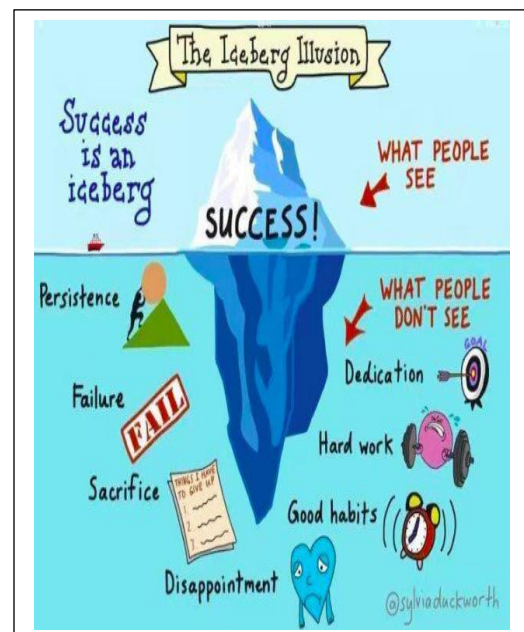 The Iceberg Illusion
Success
is an
iceberg
WHAT PEOPLE
SEE
SUCCESS!
Persistence
WHAT PEOPLE
DON'T SEE
GOAL
Dedication
Failure
FAIL
Hard work
Sacrifice
THINGS I HAVE
TO GIVE UP
1.
2.
3.
Good habits
Disappointment
@sylviaduckworth